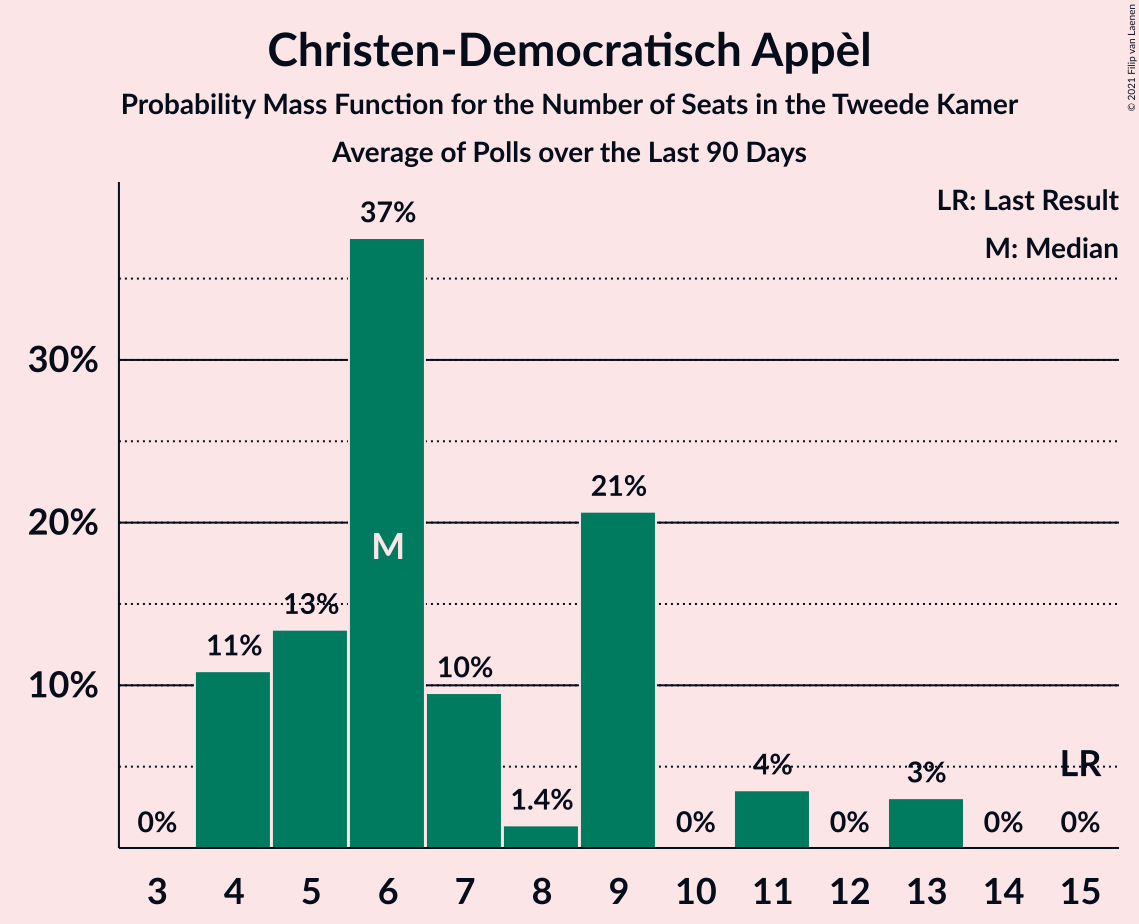 Christen-Democratisch Appèl
Probability Mass Function for the Number of Seats in the Tweede Kamer
Average of Polls over the Last 90 Days
© 2021 Filip van Laenen
LR: Last Result
M: Median
30%
20%
10%
0%
11%
13%
37%
M
10%
1.4%
21%
0%
4%
0%
3%
0%
LR
0%
3 4 5 6 7 8 9 10 11 12 13 14 15